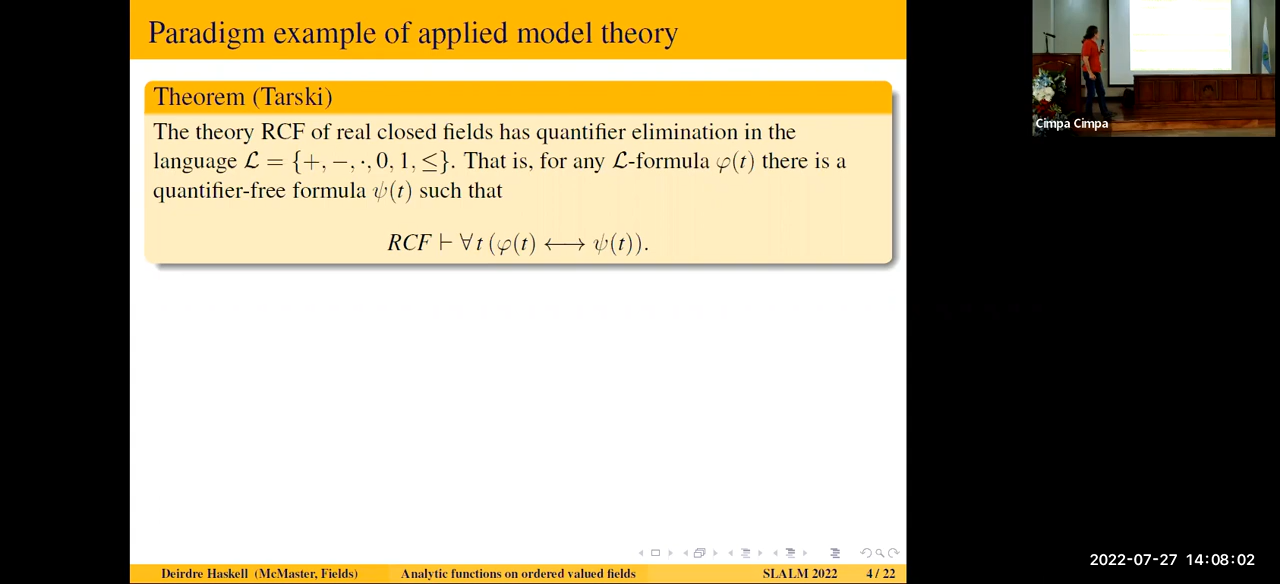 Paradigm example of applied model theory
Theorem (Tarski)
The theory RCF of real closed fields has quantifier elimination in the
language ℒ = {+, −, ·, 0, 1, ≤}. That is, for any ℒ-formula φ(t) there is a
quantifier-free formula ψ(t) such that
RCF ⊢ ∀ t (φ(t) ⟷ ψ(t)).
Cimpa Cimpa
2022-07-27 14:08:02
Deirdre Haskell (McMaster, Fields) Analytic functions on ordered valued fields SLALM 2022 4 / 22